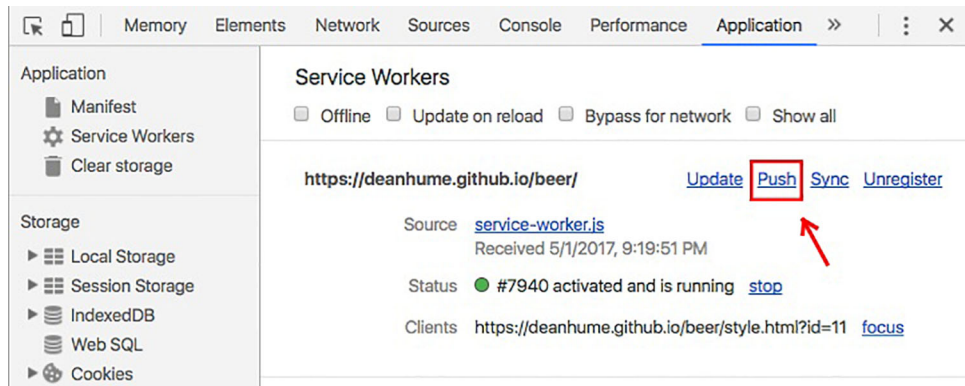 Memory Elements Network Sources Console Performance Application »
Application
Manifest
Service Workers
Clear storage
Storage
Local Storage
Session Storage
IndexedDB
Web SQL
Cookies
Service Workers
Offline Update on reload Bypass for network Show all
https://deanhume.github.io/beer/ Update Push Sync Unregister
Source service-worker.js
Received 5/1/2017, 9:19:51 PM
Status #7940 activated and is running stop
Clients https://deanhume.github.io/beer/style.html?id=11 focus